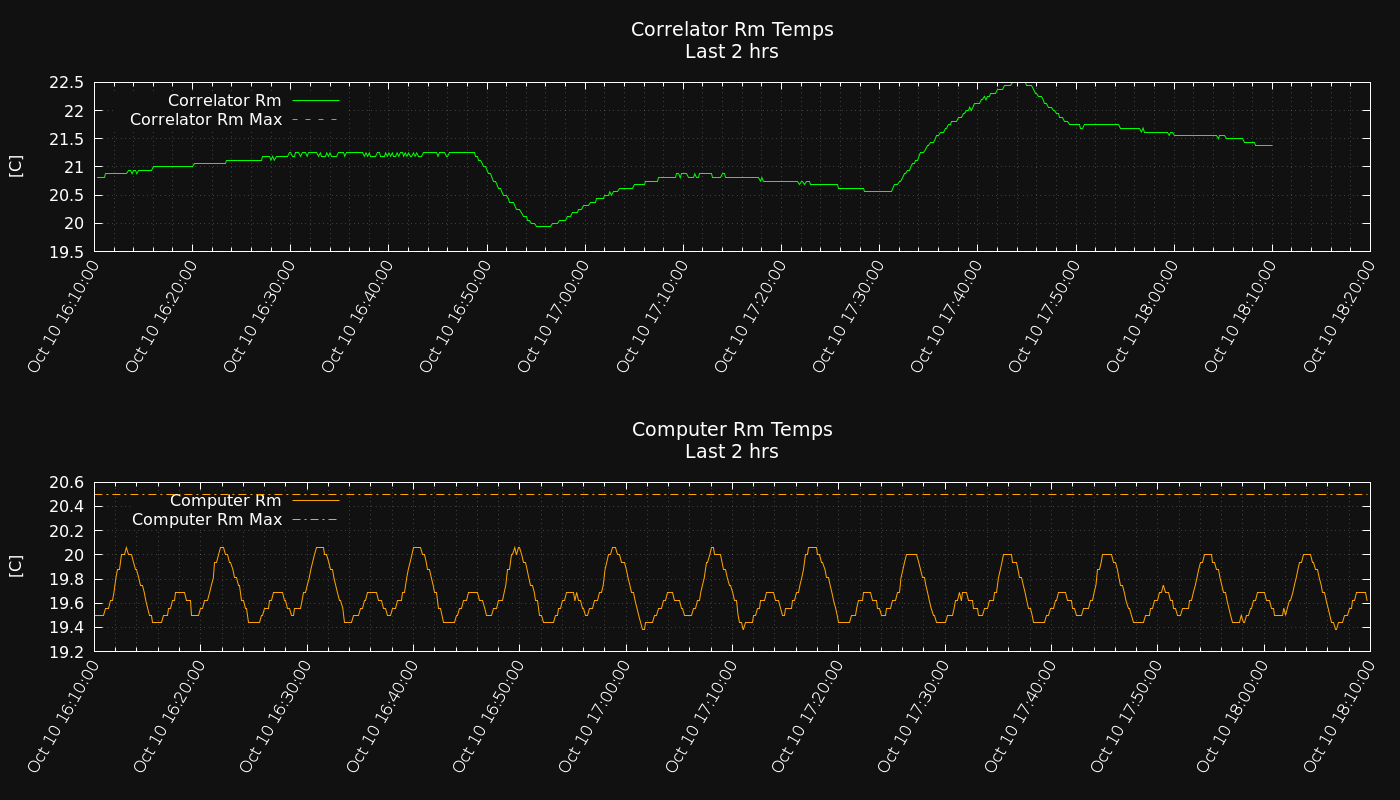 Correlator Rm Temps
Last 2 hrs
22.5
22
21.5
21
20.5
20
19.5
[C]
Correlator Rm
Correlator Rm Max
Oct 10 16:10:00
Oct 10 16:20:00
Oct 10 16:30:00
Oct 10 16:40:00
Oct 10 16:50:00
Oct 10 17:00:00
Oct 10 17:10:00
Oct 10 17:20:00
Oct 10 17:30:00
Oct 10 17:40:00
Oct 10 17:50:00
Oct 10 18:00:00
Oct 10 18:10:00
Oct 10 18:20:00
Computer Rm Temps
Last 2 hrs
20.6
20.4
20.2
20
19.8
19.6
19.4
19.2
[C]
Computer Rm
Computer Rm Max
Oct 10 16:10:00
Oct 10 16:20:00
Oct 10 16:30:00
Oct 10 16:40:00
Oct 10 16:50:00
Oct 10 17:00:00
Oct 10 17:10:00
Oct 10 17:20:00
Oct 10 17:30:00
Oct 10 17:40:00
Oct 10 17:50:00
Oct 10 18:00:00
Oct 10 18:10:00